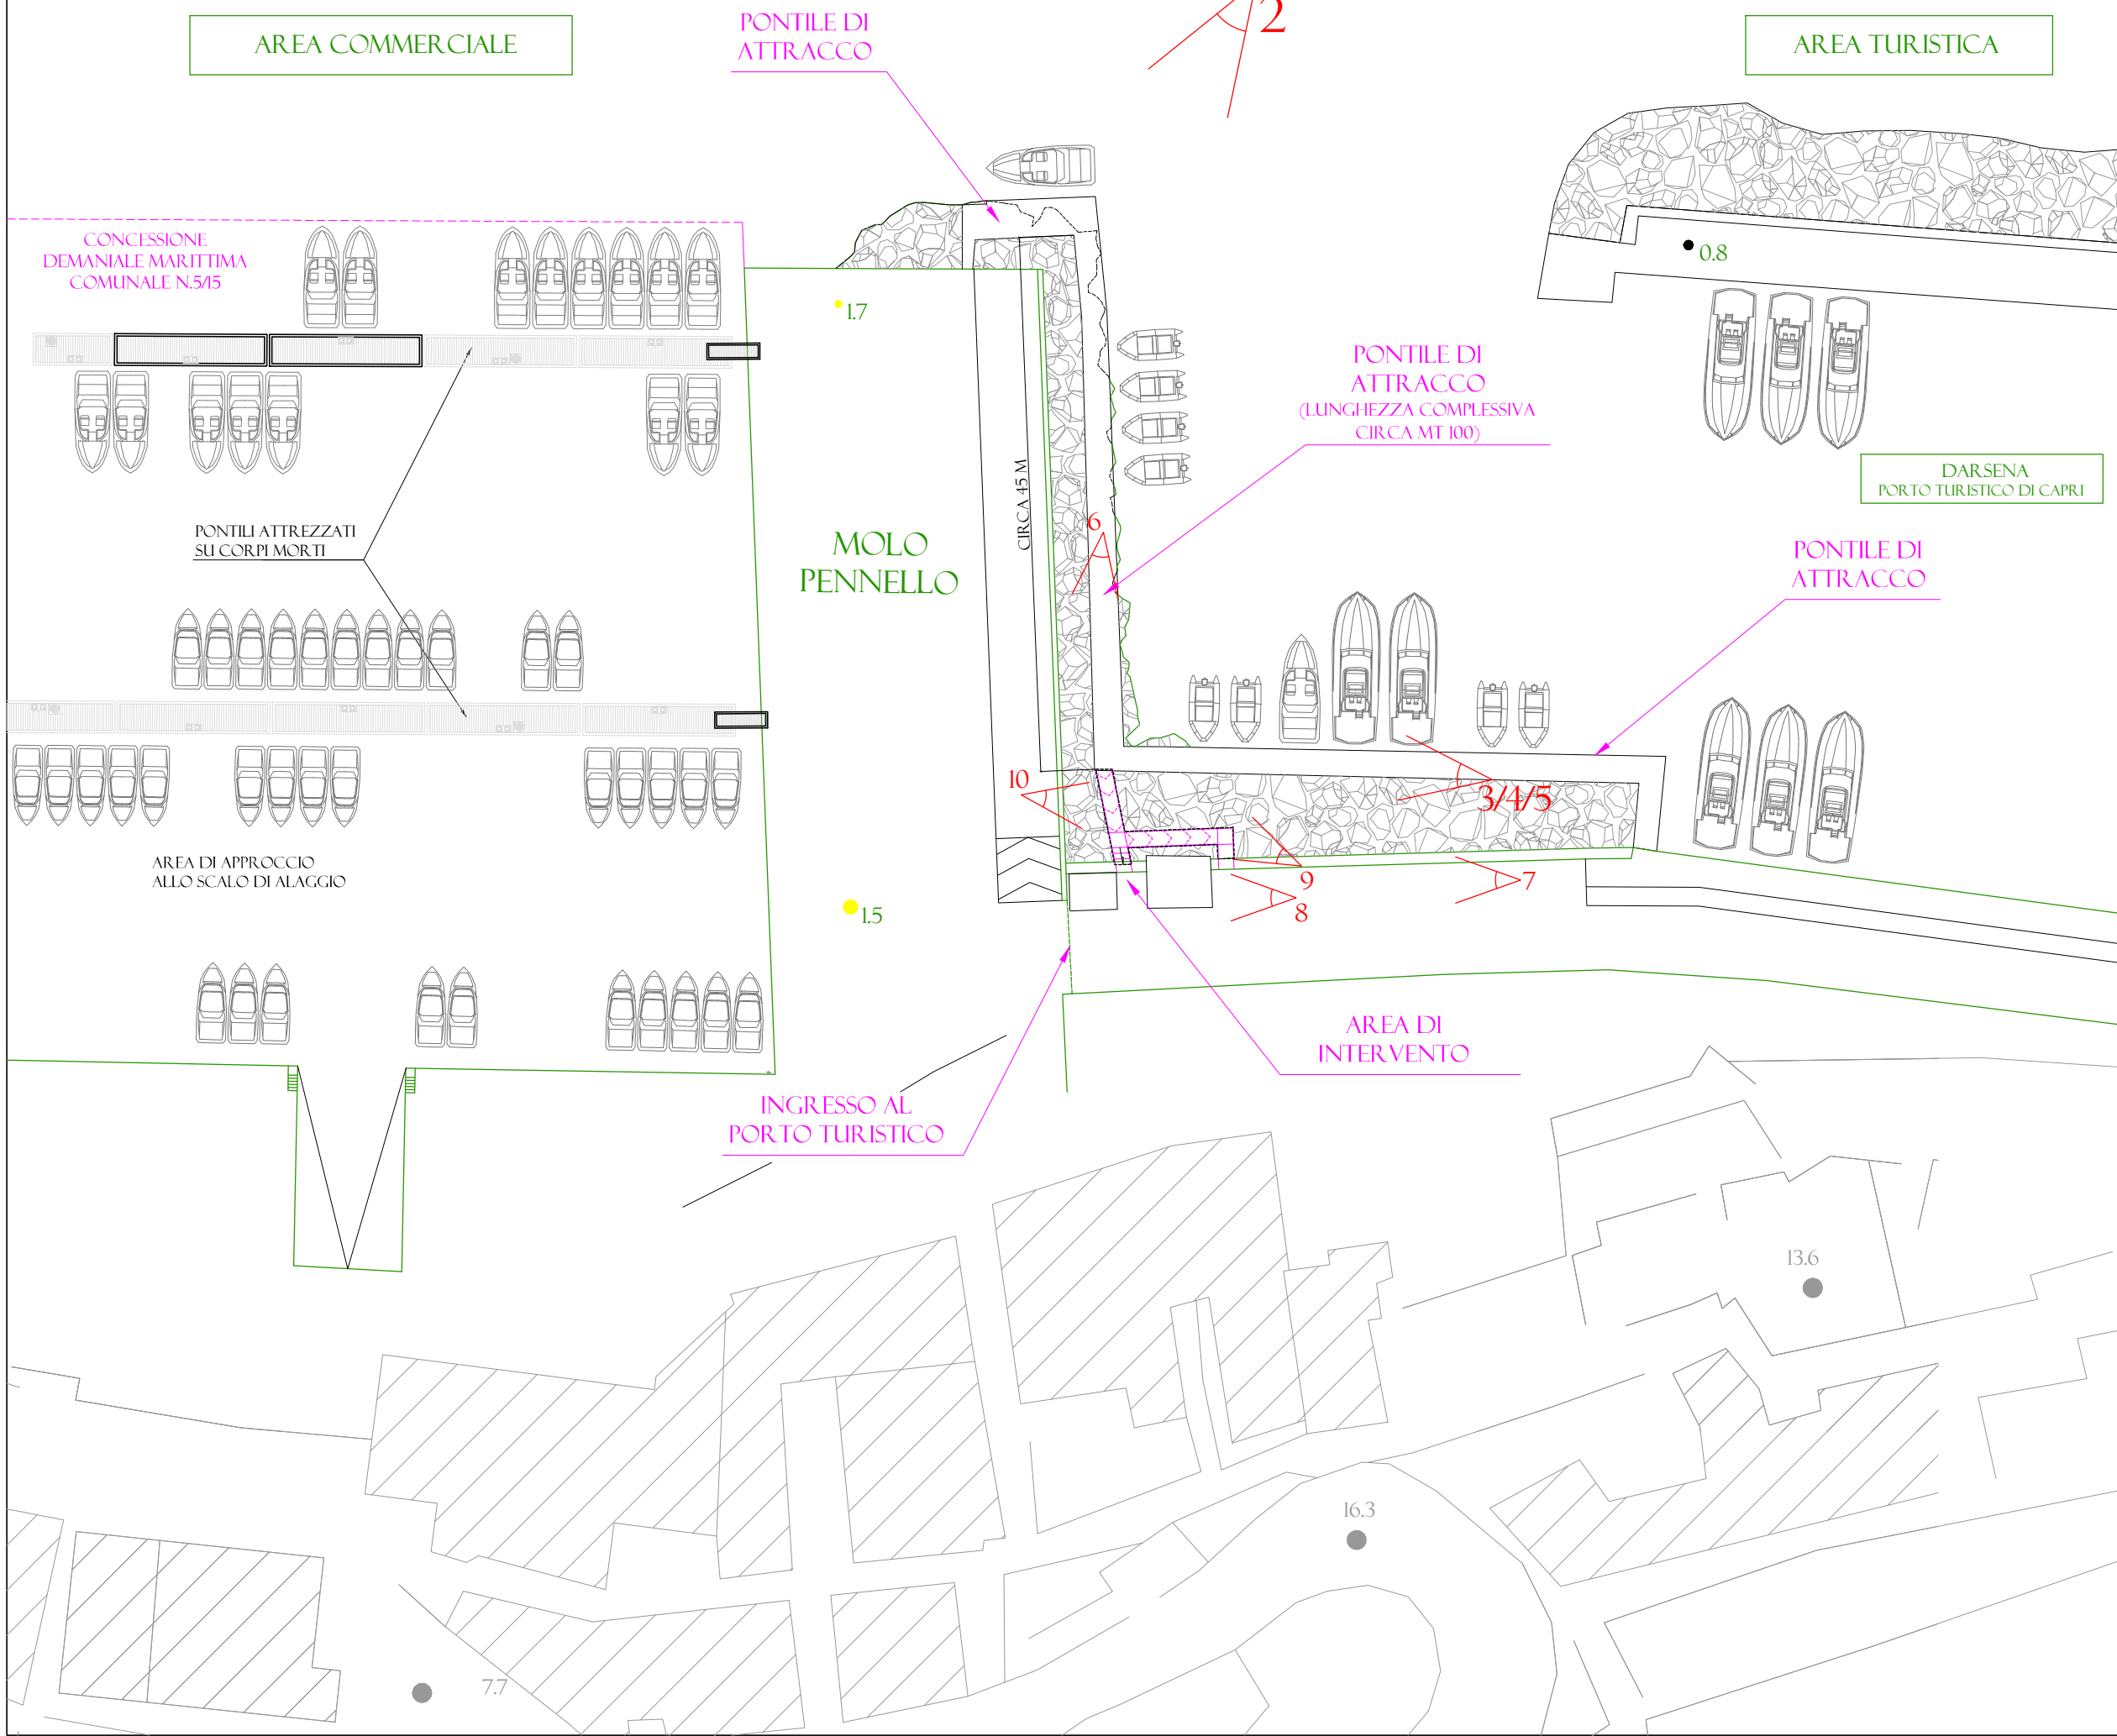 AREA COMMERCIALE
PONTILE DI
ATTRACCO
2
AREA TURISTICA
CONCESSIONE
DEMANIALE MARITTIMA
COMUNALE N.5/15
0.8
1.7
PONTILE DI
ATTRACCO
(LUNGHEZZA COMPLESSIVA
CIRCA MT 100)
DARSENA
PORTO TURISTICO DI CAPRI
CIRCA 45 M
6
PONTILI ATTREZZATI
SU CORPI MORTI
MOLO
PENNELLO
PONTILE DI
ATTRACCO
10
3/4/5
AREA DI APPROCCIO
ALLO SCALO DI ALAGGIO
9
7
8
1.5
AREA DI
INTERVENTO
INGRESSO AL
PORTO TURISTICO
13.6
16.3
7.7